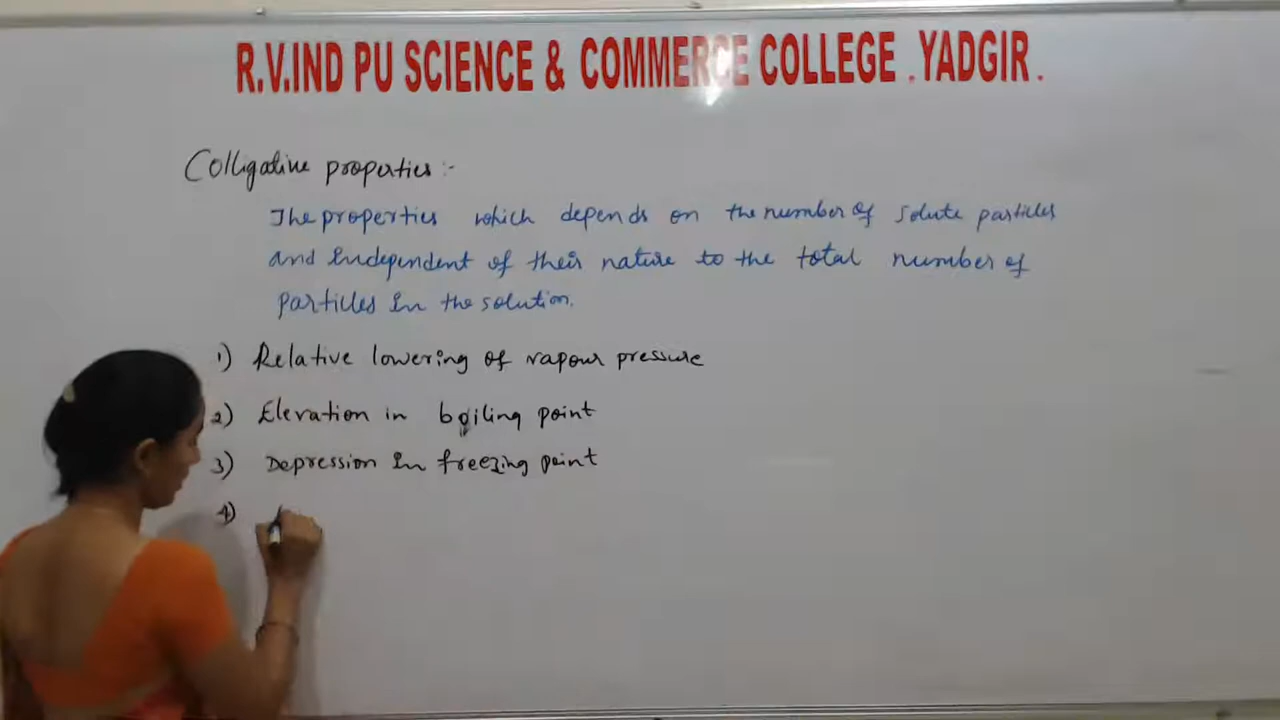 R.V.IND PU SCIENCE & COMMERCE COLLEGE . YADGIR .
Colligative properties :-
The properties which depends on the number of solute particles
and independent of their nature to the total number of
particles in the solution.
1) Relative lowering of vapour pressure
2) Elevation in boiling point
3) Depression in freezing point
4)